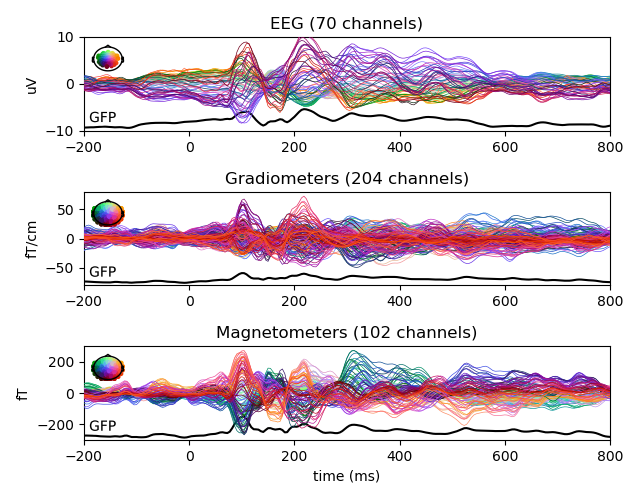 EEG (70 channels)
10
0
−10
uV
GFP
−200 0 200 400 600 800
Gradiometers (204 channels)
50
0
−50
fT/cm
GFP
−200 0 200 400 600 800
Magnetometers (102 channels)
200
0
−200
fT
GFP
−200 0 200 400 600 800
time (ms)